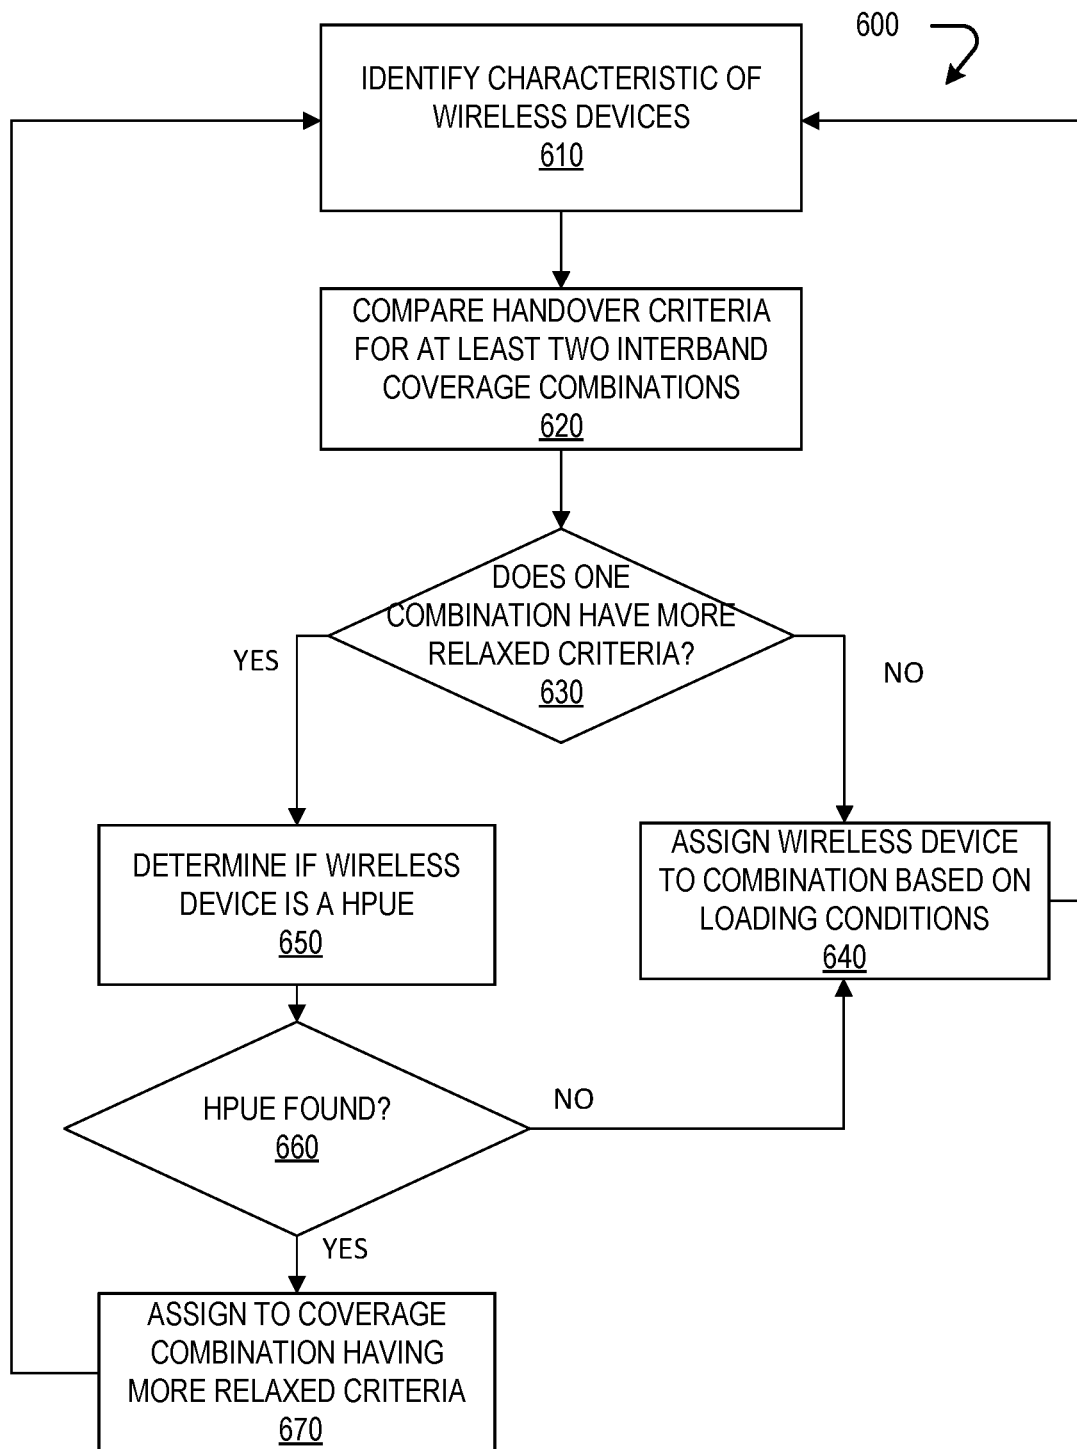 600
IDENTIFY CHARACTERISTIC OF
WIRELESS DEVICES
610
COMPARE HANDOVER CRITERIA
FOR AT LEAST TWO INTERBAND
COVERAGE COMBINATIONS
620
DOES ONE
COMBINATION HAVE MORE
RELAXED CRITERIA?
630
YES
NO
DETERMINE IF WIRELESS
DEVICE IS A HPUE
650
ASSIGN WIRELESS DEVICE
TO COMBINATION BASED ON
LOADING CONDITIONS
640
HPUE FOUND?
660
NO
YES
ASSIGN TO COVERAGE
COMBINATION HAVING
MORE RELAXED CRITERIA
670